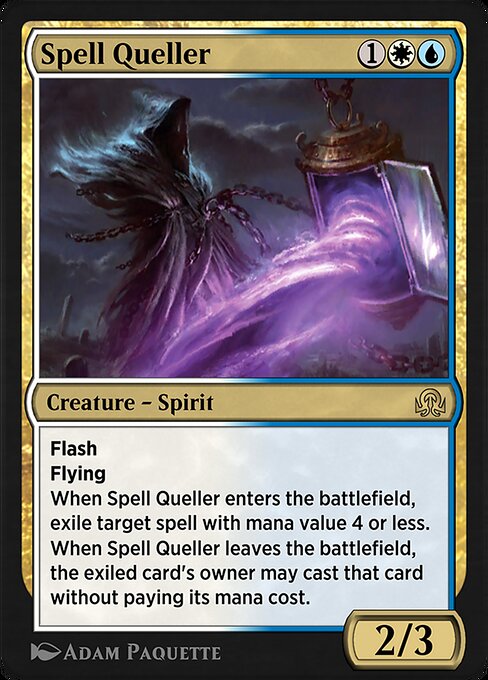 Spell Queller 1
Creature – Spirit
Flash
Flying
When Spell Queller enters the battlefield,
exile target spell with mana value 4 or less.
When Spell Queller leaves the battlefield,
the exiled card's owner may cast that card
without paying its mana cost.
2/3
Adam Paquette